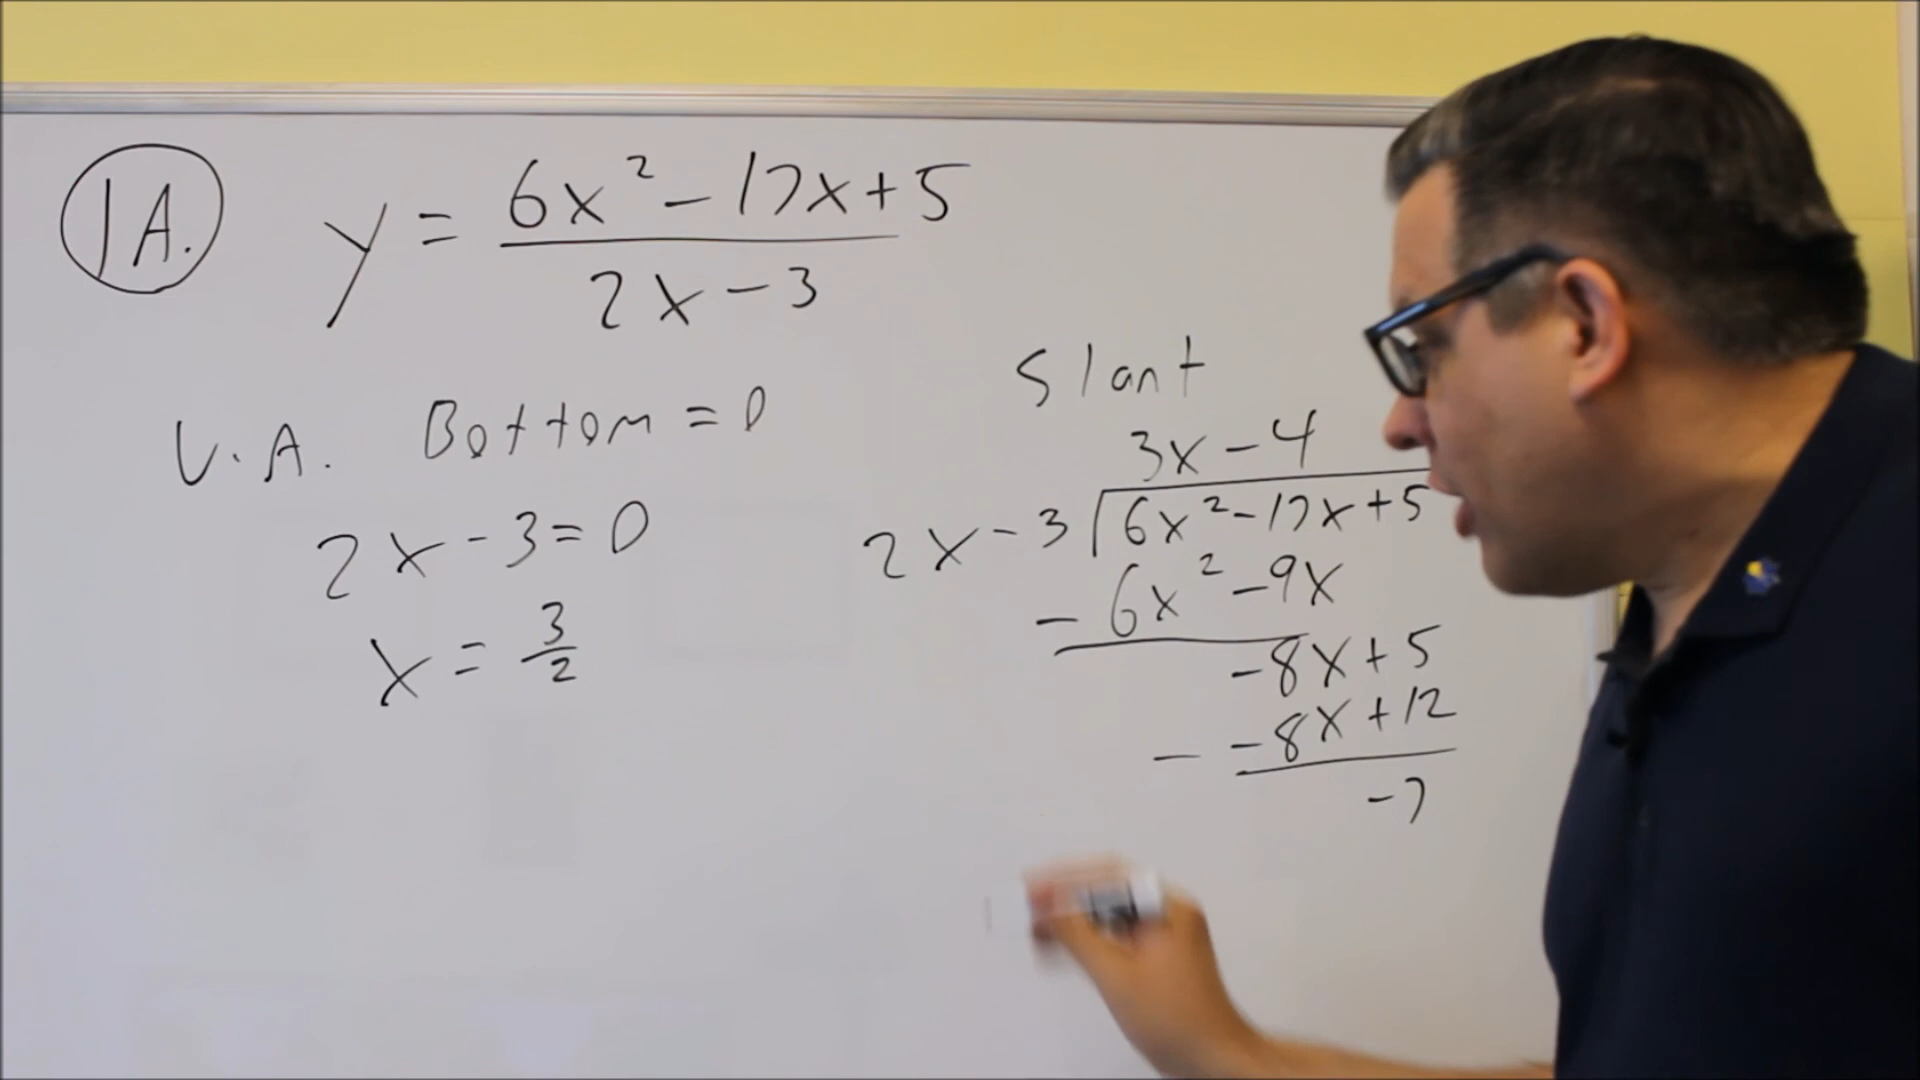 1A.
y = 6x² - 17x + 5
2x - 3
V.A. Bottom = 0
2x - 3 = 0
x = 3/2
Slant
3x - 4
2x - 3 6x² - 17x + 5
- 6x² - 9x
-8x + 5
- -8x + 12
-7